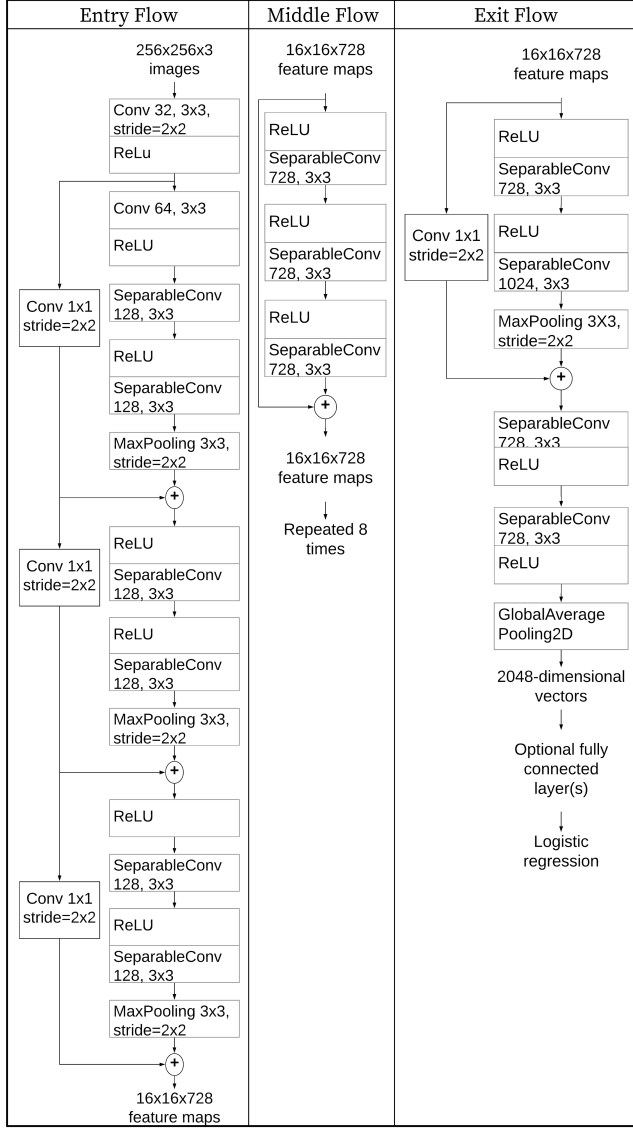 Entry Flow
256x256x3
images
Conv 32, 3x3,
stride=2x2
ReLu
Conv 64, 3x3
ReLU
Conv 1x1
stride=2x2
SeparableConv
128, 3x3
ReLU
SeparableConv
128, 3x3
MaxPooling 3x3,
stride=2x2
+
Conv 1x1
stride=2x2
ReLU
SeparableConv
128, 3x3
ReLU
SeparableConv
128, 3x3
MaxPooling 3x3,
stride=2x2
+
Conv 1x1
stride=2x2
ReLU
SeparableConv
128, 3x3
ReLU
SeparableConv
128, 3x3
MaxPooling 3x3,
stride=2x2
+
16x16x728
feature maps
Middle Flow
16x16x728
feature maps
ReLU
SeparableConv
728, 3x3
ReLU
SeparableConv
728, 3x3
ReLU
SeparableConv
728, 3x3
+
16x16x728
feature maps
Repeated 8
times
Exit Flow
16x16x728
feature maps
ReLU
SeparableConv
728, 3x3
Conv 1x1
stride=2x2
ReLU
SeparableConv
1024, 3x3
MaxPooling 3X3,
stride=2x2
+
SeparableConv
728, 3x3
ReLU
SeparableConv
728, 3x3
ReLU
GlobalAverage
Pooling2D
2048-dimensional
vectors
Optional fully
connected
layer(s)
Logistic
regression